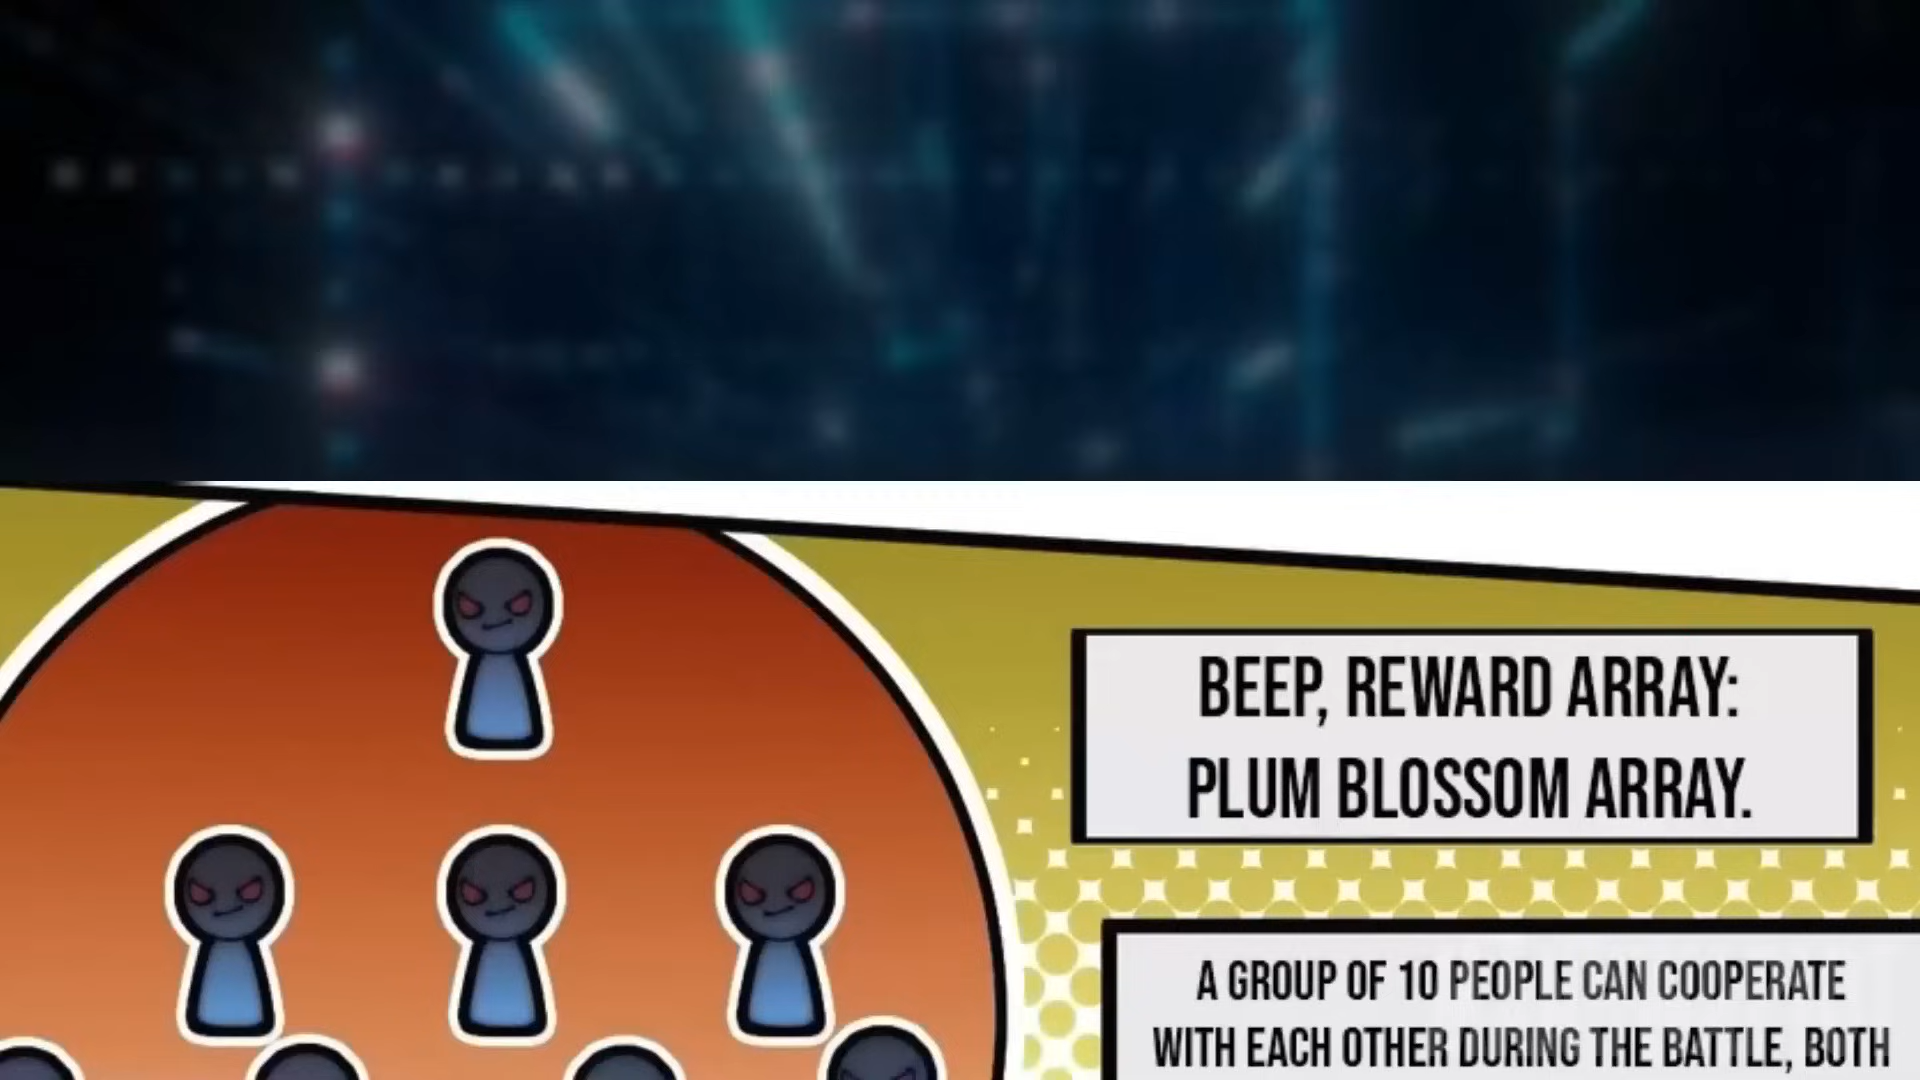 BEEP, REWARD ARRAY:
PLUM BLOSSOM ARRAY.
A GROUP OF 10 PEOPLE CAN COOPERATE
WITH EACH OTHER DURING THE BATTLE, BOTH